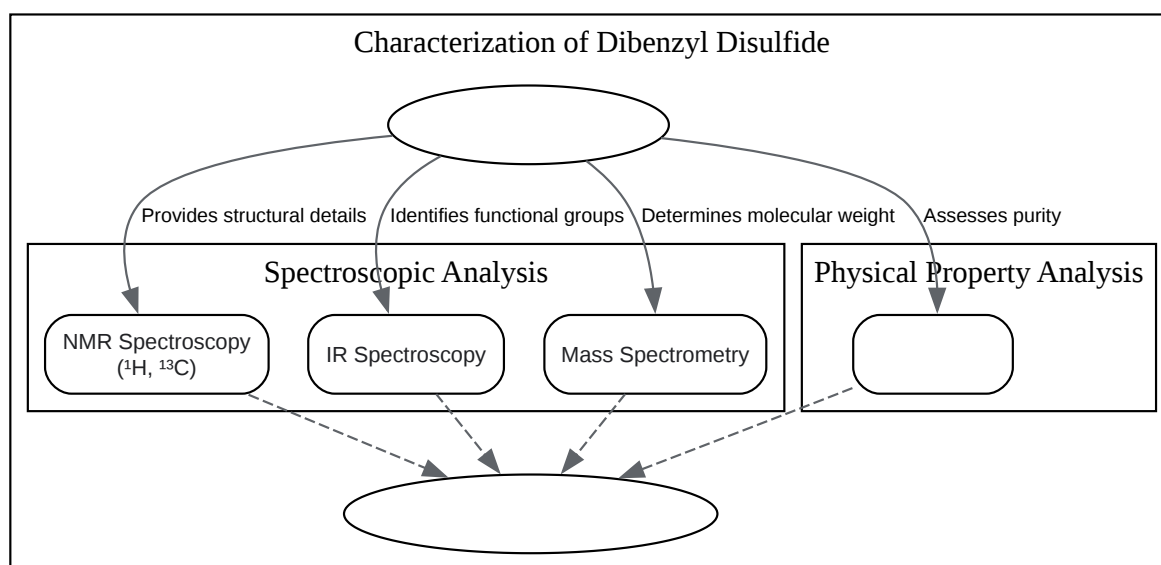 Characterization of Dibenzyl Disulfide
Provides structural details
Identifies functional groups
Determines molecular weight
Assesses purity
Spectroscopic Analysis
Physical Property Analysis
NMR Spectroscopy
(¹H, ¹³C)
IR Spectroscopy
Mass Spectrometry